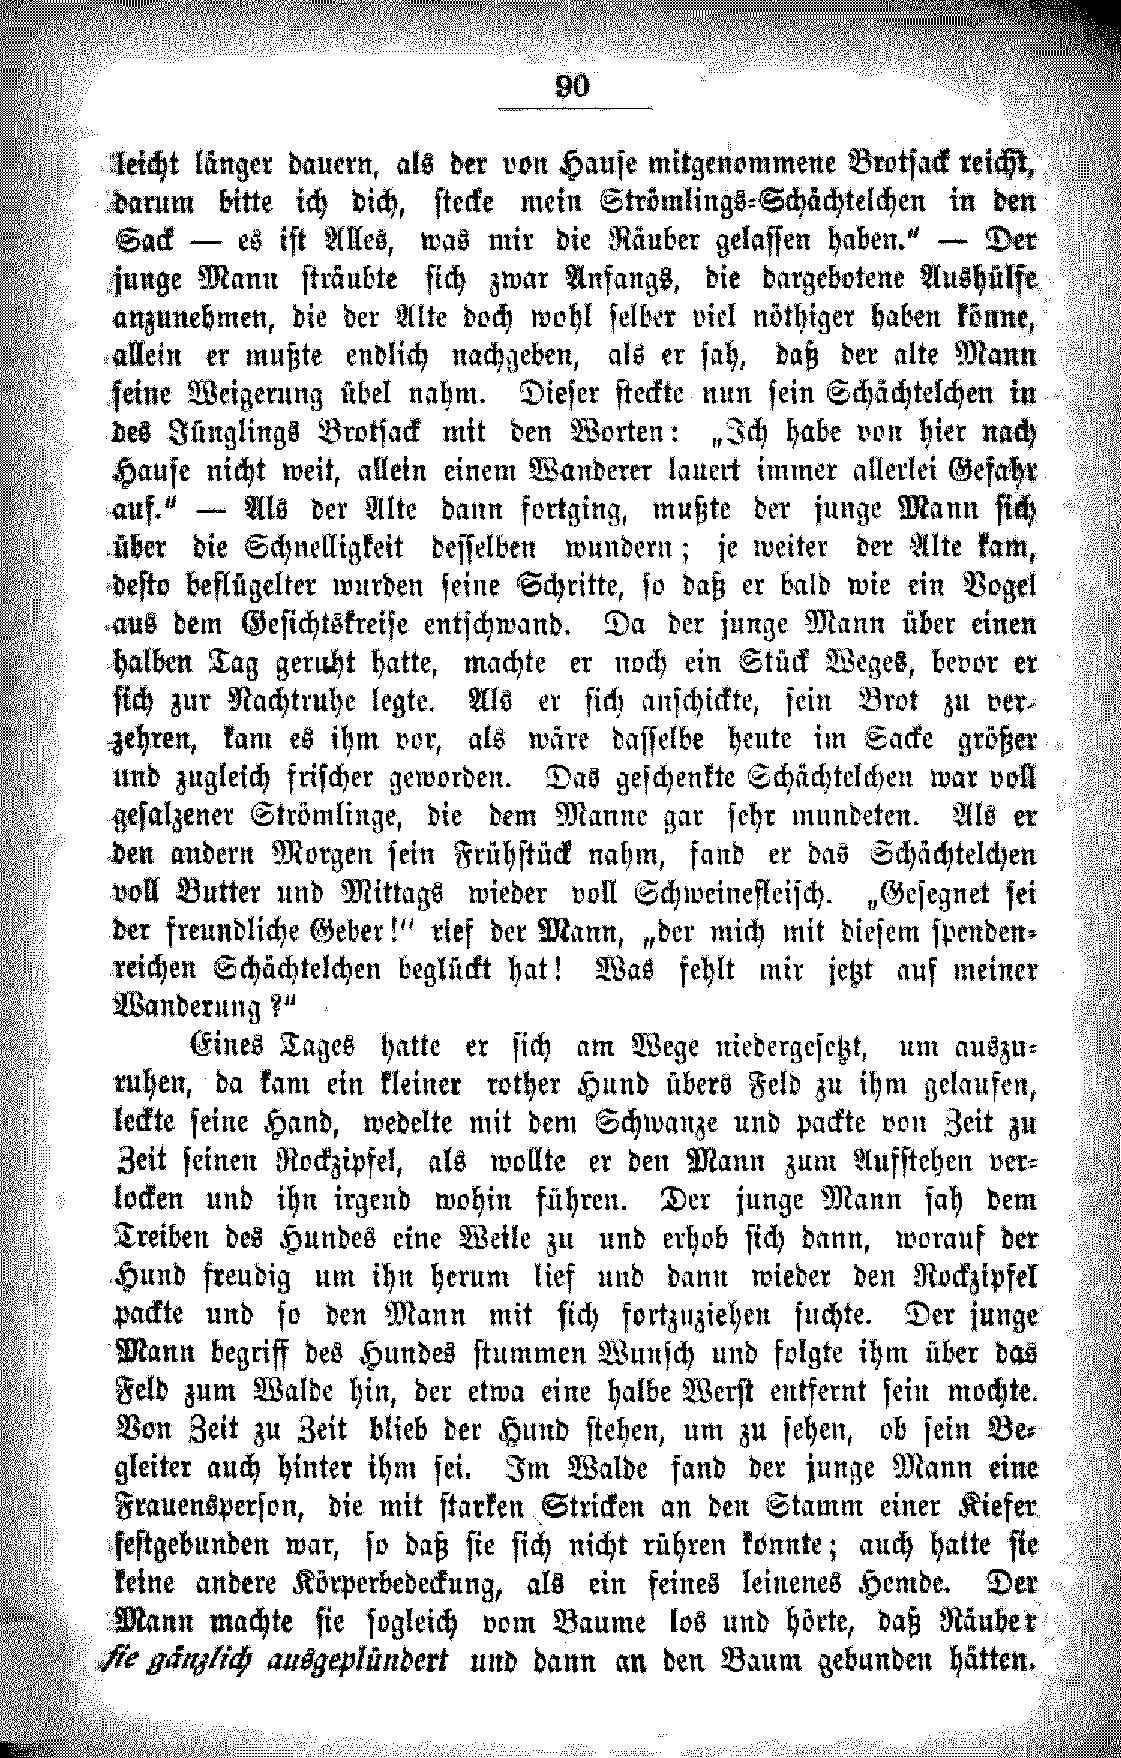 90
leicht länger dauern, als der von Hause mitgenommene Brotsack reicht,
darum bitte ich dich, stecke mein Strömlings-Schächtelchen in den
Sack — es ist Alles, was mir die Räuber gelassen haben.“ — Der
junge Mann sträubte sich zwar Anfangs, die dargebotene Aushülfe
anzunehmen, die der Alte doch wohl selber viel nöthiger haben könne,
allein er mußte endlich nachgeben, als er sah, daß der alte Mann
seine Weigerung übel nahm. Dieser steckte nun sein Schächtelchen in
des Jünglings Brotsack mit den Worten: „Ich habe von hier nach
Hause nicht weit, allein einem Wanderer lauert immer allerlei Gefahr
auf.“ — Als der Alte dann fortging, mußte der junge Mann sich
über die Schnelligkeit desselben wundern; je weiter der Alte kam,
desto beflügelter wurden seine Schritte, so daß er bald wie ein Vogel
aus dem Gesichtskreise entschwand. Da der junge Mann über einen
halben Tag geruht hatte, machte er noch ein Stück Weges, bevor er
sich zur Nachtruhe legte. Als er sich anschickte, sein Brot zu ver-
zehren, kam es ihm vor, als wäre dasselbe heute im Sacke größer
und zugleich frischer geworden. Das geschenkte Schächtelchen war voll
gesalzener Strömlinge, die dem Manne gar sehr mundeten. Als er
den andern Morgen sein Frühstück nahm, fand er das Schächtelchen
voll Butter und Mittags wieder voll Schweinefleisch. „Gesegnet sei
der freundliche Geber!“ rief der Mann, „der mich mit diesem spenden-
reichen Schächtelchen beglückt hat! Was fehlt mir jetzt auf meiner
Wanderung?“
Eines Tages hatte er sich am Wege niedergesetzt, um auszu-
ruhen, da kam ein kleiner rother Hund übers Feld zu ihm gelaufen,
leckte seine Hand, wedelte mit dem Schwanze und packte von Zeit zu
Zeit seinen Rockzipfel, als wollte er den Mann zum Aufstehen ver-
locken und ihn irgend wohin führen. Der junge Mann sah dem
Treiben des Hundes eine Weile zu und erhob sich dann, worauf der
Hund freudig um ihn herum lief und dann wieder den Rockzipfel
packte und so den Mann mit sich fortzuziehen suchte. Der junge
Mann begriff des Hundes stummen Wunsch und folgte ihm über das
Feld zum Walde hin, der etwa eine halbe Werst entfernt sein mochte.
Von Zeit zu Zeit blieb der Hund stehen, um zu sehen, ob sein Be-
gleiter auch hinter ihm sei. Im Walde fand der junge Mann eine
Frauensperson, die mit starken Stricken an den Stamm einer Kiefer
festgebunden war, so daß sie sich nicht rühren konnte; auch hatte sie
keine andere Körperbedeckung, als ein feines leinenes Hemde. Der
Mann machte sie sogleich vom Baume los und hörte, daß Räuber
sie gänzlich ausgeplündert und dann an den Baum gebunden hätten.